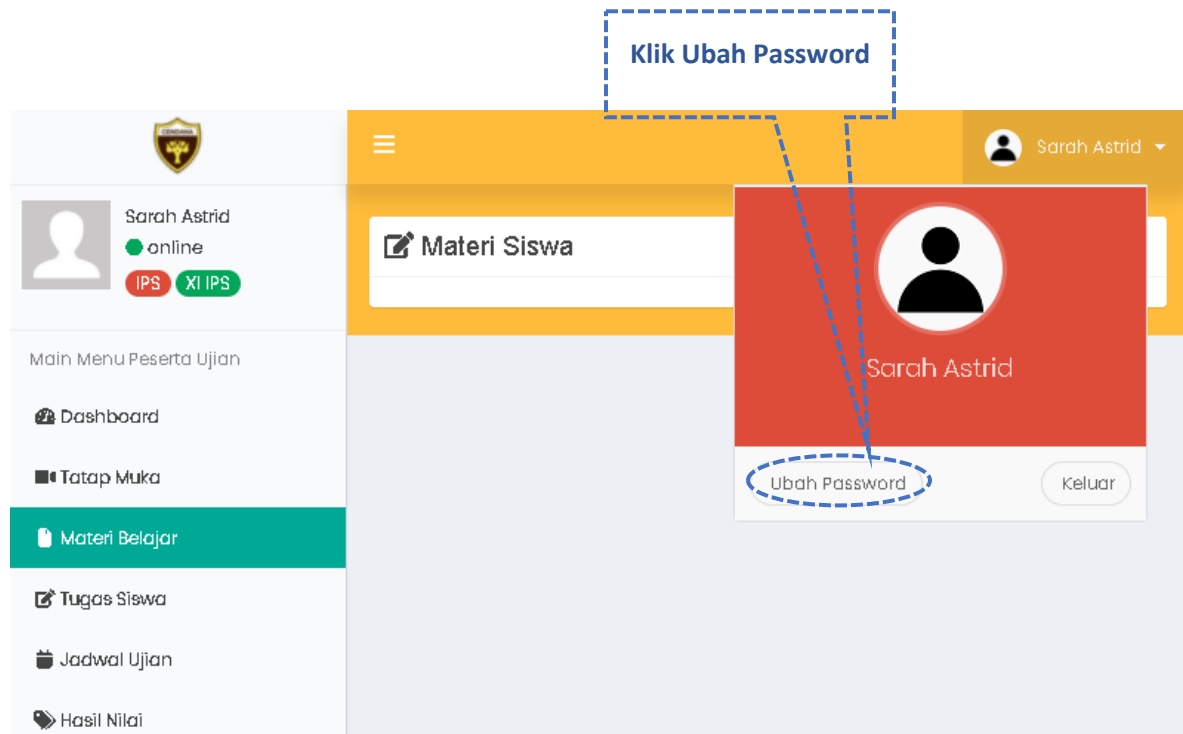 Klik Ubah Password
CENDANA
Sarah Astrid
Sarah Astrid
online
IPS XI IPS
Materi Siswa
Sarah Astrid
Main Menu Peserta Ujian
Dashboard
Tatap Muka
Ubah Password
Keluar
Materi Belajar
Tugas Siswa
Jadwal Ujian
Hasil Nilai